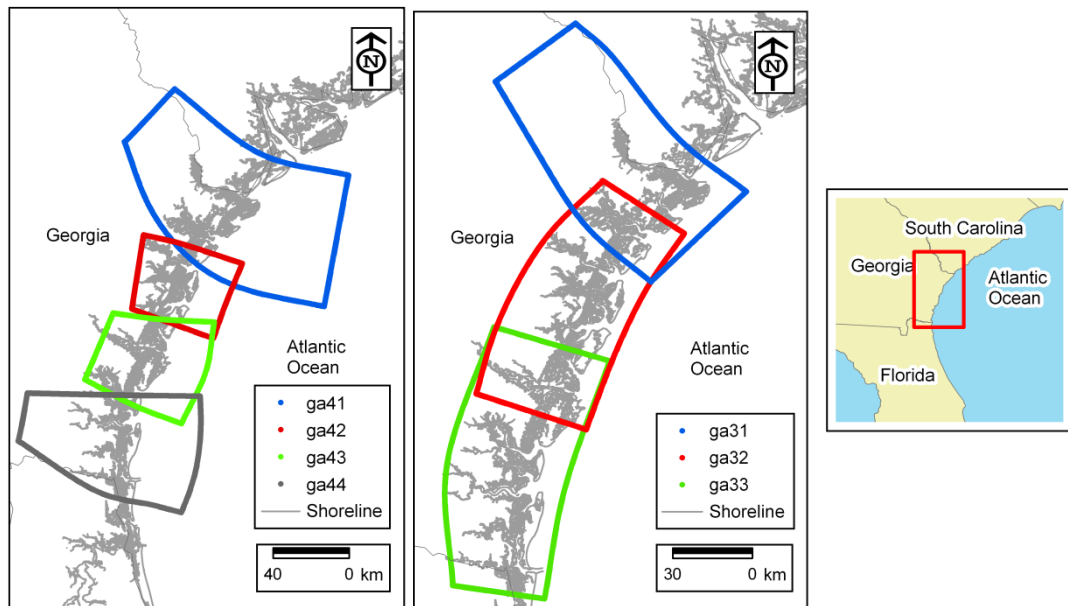 N
Georgia
Atlantic
Ocean
ga41
ga42
ga43
ga44
Shoreline
40 0 km
N
Georgia
Atlantic
Ocean
ga31
ga32
ga33
Shoreline
30 0 km
South Carolina
Georgia
Atlantic
Ocean
Florida